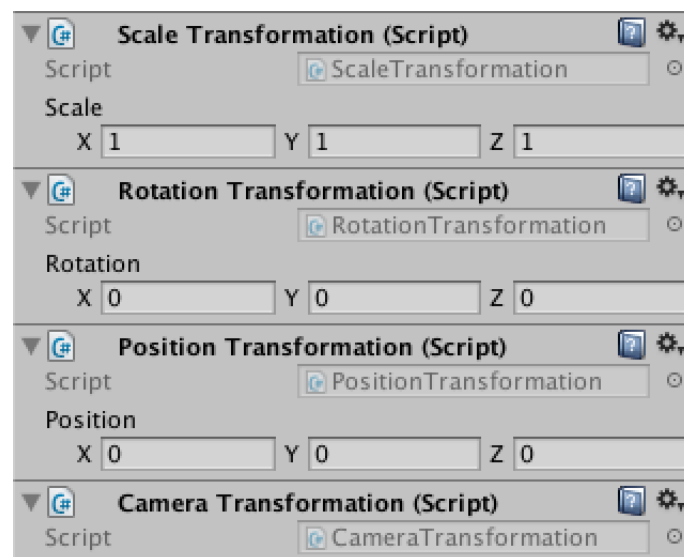 Scale Transformation (Script)
Script ScaleTransformation
Scale
X 1 Y 1 Z 1
Rotation Transformation (Script)
Script RotationTransformation
Rotation
X 0 Y 0 Z 0
Position Transformation (Script)
Script PositionTransformation
Position
X 0 Y 0 Z 0
Camera Transformation (Script)
Script CameraTransformation